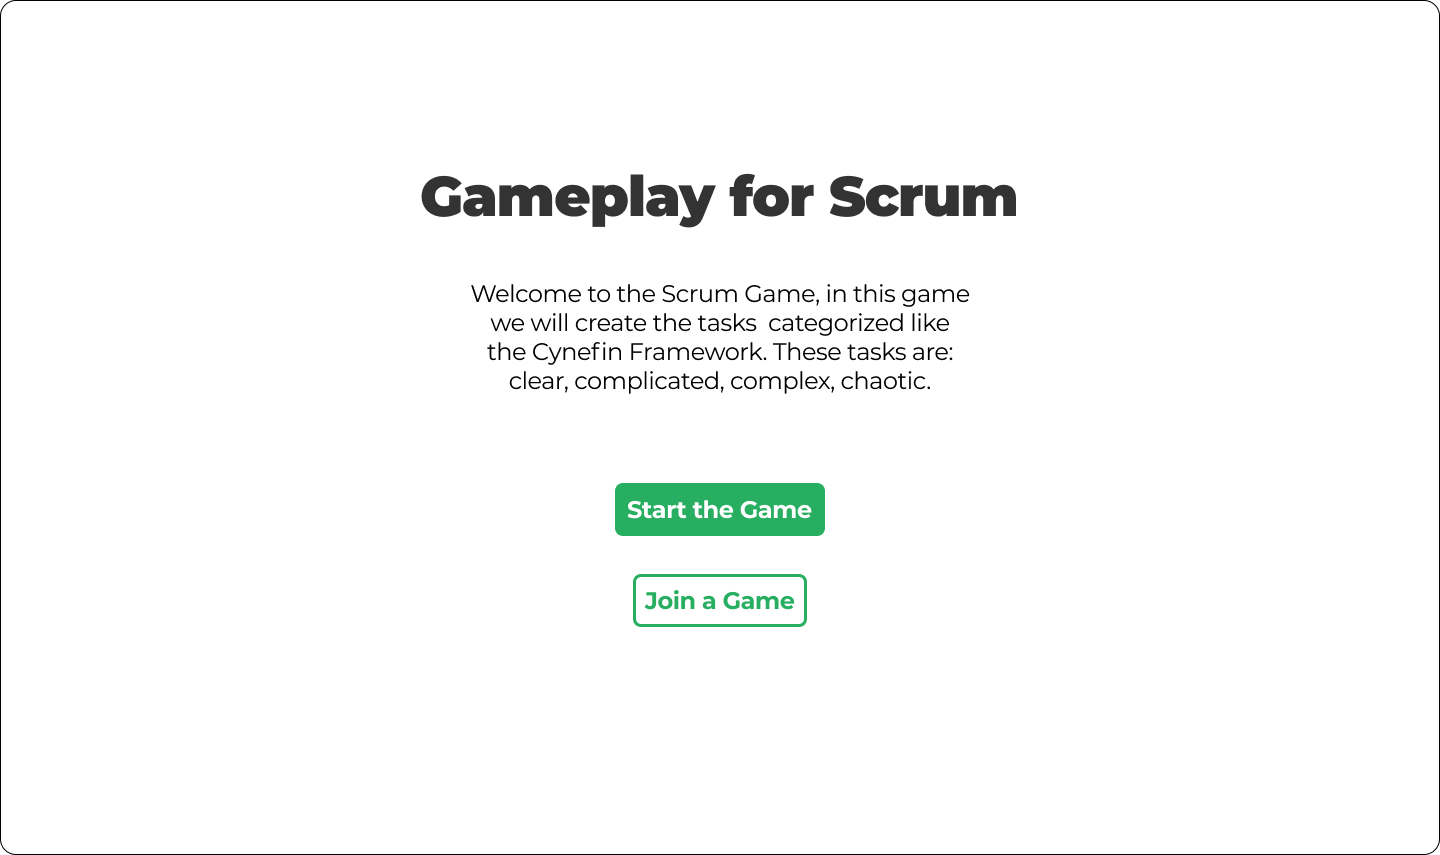 Gameplay for Scrum
Welcome to the Scrum Game, in this game
we will create the tasks  categorized like
the Cynefin Framework. These tasks are:
clear, complicated, complex, chaotic.
Start the Game
Join a Game